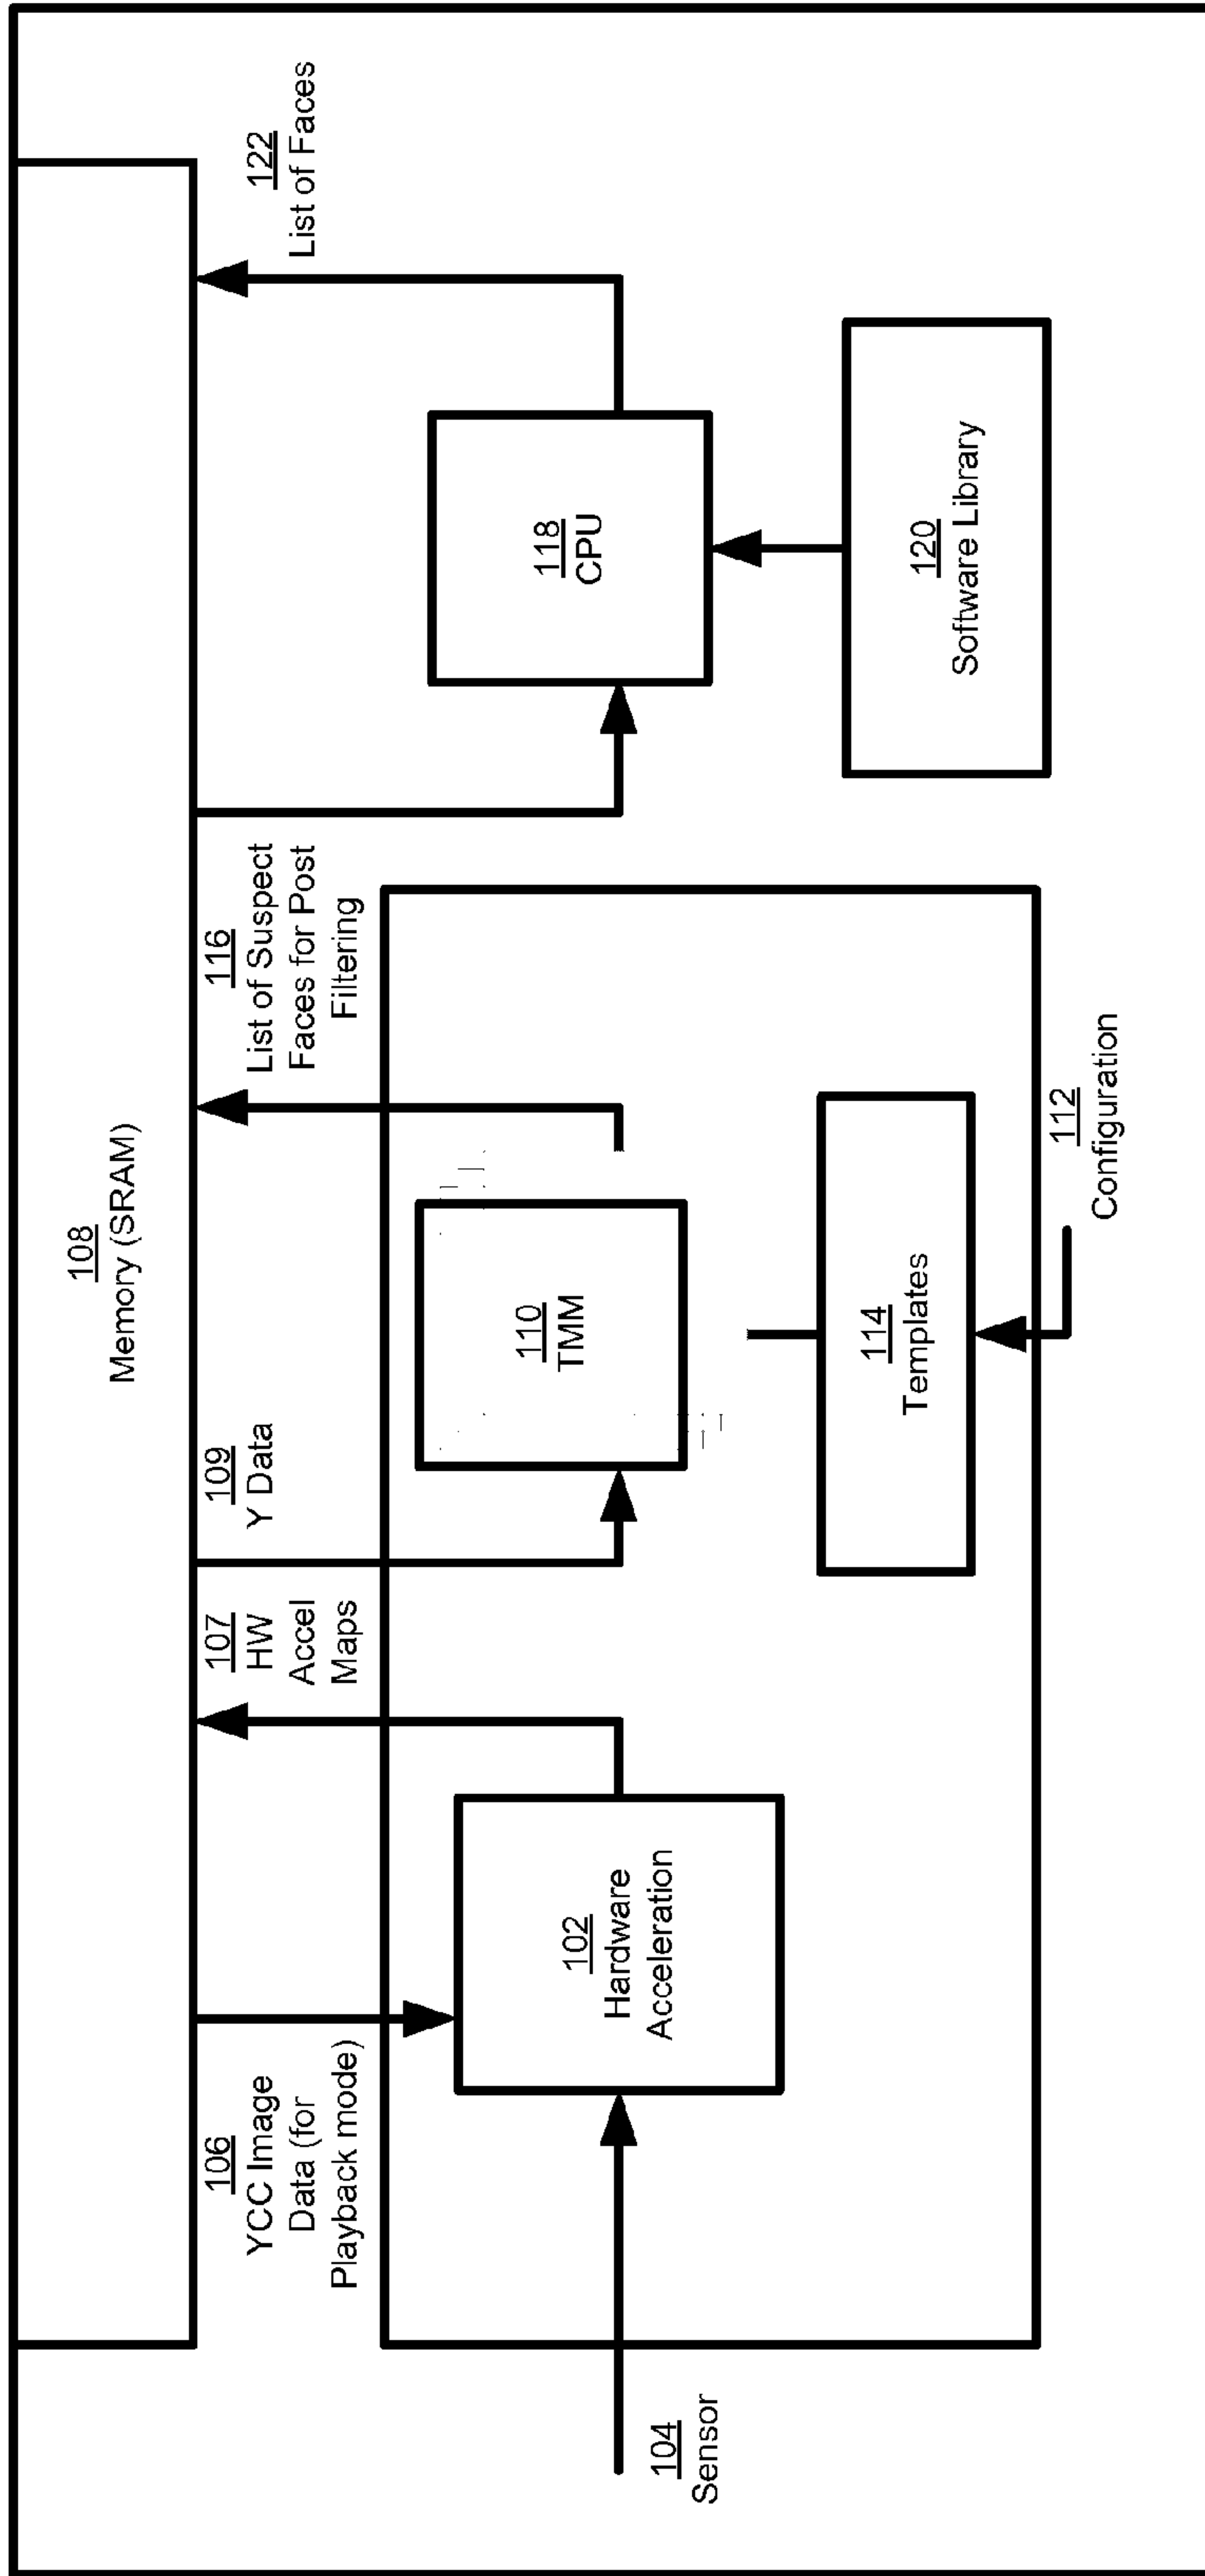 108
Memory (SRAM)
106
YCC Image
Data (for
Playback mode)
107
HW
Accel
Maps
109
Y Data
116
List of Suspect
Faces for Post
Filtering
122
List of Faces
104
Sensor
102
Hardware
Acceleration
110
TMM
114
Templates
112
Configuration
118
CPU
120
Software Library